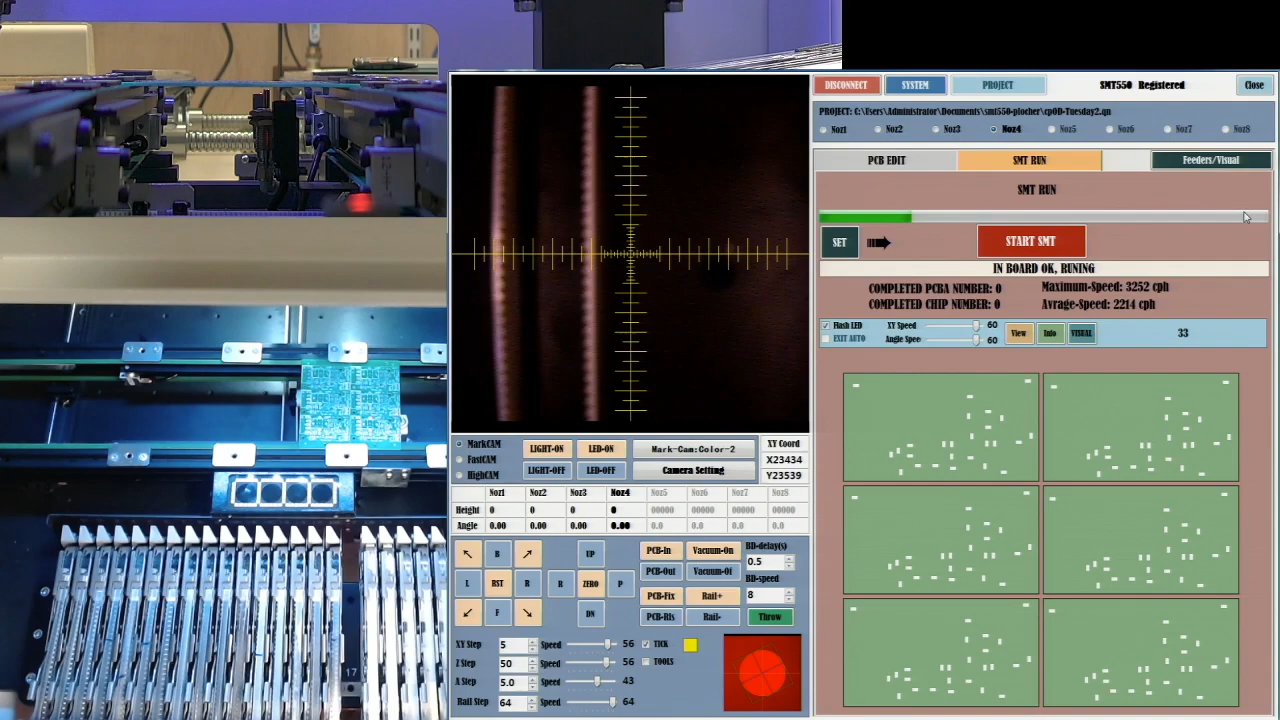 DISCONNECT SYSTEM PROJECT SMT550 Registered Close
PROJECT: C:\Users\Administrator\Documents\smt550-plocher\cpOD-Tuesday2.qn
Noz1 Noz2 Noz3 Noz4 Noz5 Noz6 Noz7 Noz8
PCB EDIT SMT RUN Feeders/Visual
SMT RUN
SET START SMT
IN BOARD OK, RUNING
COMPLETED PCBA NUMBER: 0 Maximum-Speed: 3252 cph
COMPLETED CHIP NUMBER: 0 Avrage-Speed: 2214 cph
Flash LED XY Speed 60 View Info VISUAL 33
EXIT AUTO Angle Spee 60
MarkCAM LIGHT-ON LED-ON Mark-Cam:Color-2 XY Coord
FastCAM X23434
HighCAM LIGHT-OFF LED-OFF Camera Setting Y23539
Noz1 Noz2 Noz3 Noz4 Noz5 Noz6 Noz7 Noz8
Height 0 0 0 0 00000 00000 00000 00000
Angle 0.00 0.00 0.00 0.00 0.0 0.0 0.0 0.0
B UP PCB-In Vacuum-On BD-delay(s)
PCB-Out Vacuum-Of 0.5
L RST R R ZERO P BD-speed
PCB-Fix Rail+ 8
F DN PCB-Rls Rail- Throw
XY Step 5 Speed 56 TICK
Z Step 50 Speed 56 TOOLS
A Step 5.0 Speed 43
Rail Step 64 Speed 64
17